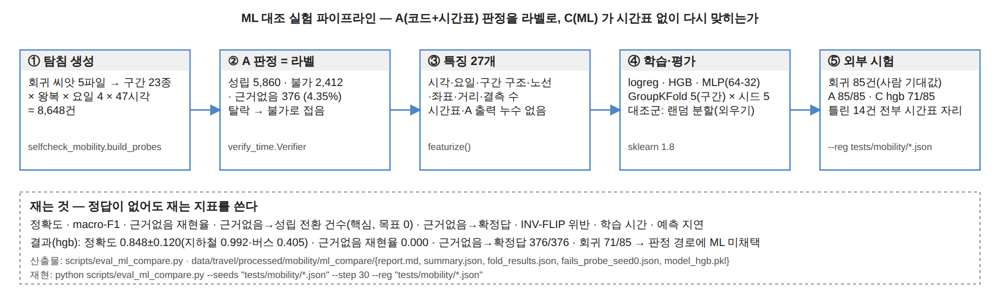 ML 대조 실험 파이프라인 — A(코드+시간표) 판정을 라벨로, C(ML) 가 시간표 없이 다시 맞히는가
① 탐침 생성
회귀 씨앗 5파일 → 구간 23종
× 왕복 × 요일 4 × 47시각
= 8,648건
selfcheck_mobility.build_probes
② A 판정 = 라벨
성립 5,860 · 불가 2,412
· 근거없음 376 (4.35%)
탈락 → 불가로 접음
verify_time.Verifier
③ 특징 27개
시각·요일·구간 구조·노선
·좌표·거리·결측 수
시간표·A 출력 누수 없음
featurize()
④ 학습·평가
logreg · HGB · MLP(64-32)
GroupKFold 5(구간) × 시드 5
대조군: 랜덤 분할(외우기)
sklearn 1.8
⑤ 외부 시험
회귀 85건(사람 기대값)
A 85/85 · C hgb 71/85
틀린 14건 전부 시간표 자리
--reg tests/mobility/*.json
재는 것 — 정답이 없어도 재는 지표를 쓴다
정확도 · macro-F1 · 근거없음 재현율 · 근거없음→성립 전환 건수(핵심, 목표 0) · 근거없음→확정답 · INV-FLIP 위반 · 학습 시간 · 예측 지연
결과(hgb): 정확도 0.848±0.120(지하철 0.992·버스 0.405) · 근거없음 재현율 0.000 · 근거없음→확정답 376/376 · 회귀 71/85 → 판정 경로에 ML 미채택
산출물: scripts/eval_ml_compare.py · data/travel/processed/mobility/ml_compare/{report.md, summary.json, fold_results.json, fails_probe_seed0.json, model_hgb.pkl}
재현: python scripts/eval_ml_compare.py --seeds "tests/mobility/*.json" --step 30 --reg "tests/mobility/*.json"